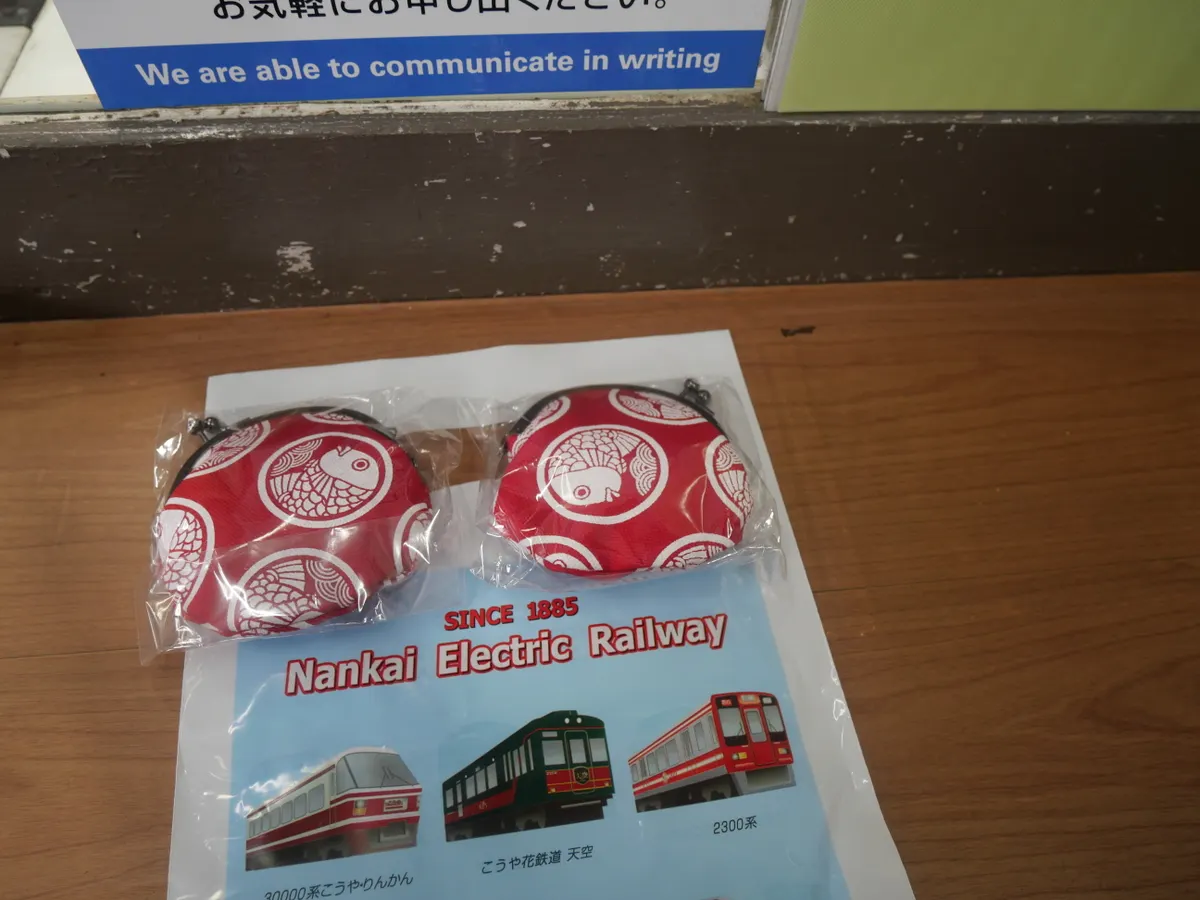 お気軽にお申し出ください。
We are able to communicate in writing
SINCE 1885
Nankai Electric Railway
30000系こうや・りんかん
こうや花鉄道 天空
2300系